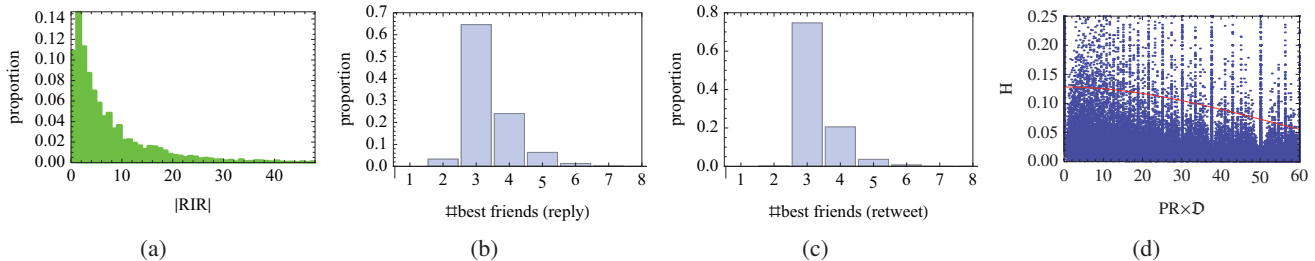 0.14
0.12
0.10
0.08
0.06
0.04
0.02
0.00
proportion
0 10 20 30 40
|RIR|
(a)
0.7
0.6
0.5
0.4
0.3
0.2
0.1
0.0
proportion
1 2 3 4 5 6 7 8
#best friends (reply)
(b)
0.8
0.6
0.4
0.2
0.0
proportion
1 2 3 4 5 6 7 8
#best friends (retweet)
(c)
0.25
0.20
0.15
0.10
0.05
0.00
H
0 10 20 30 40 50 60
PR×D
(d)